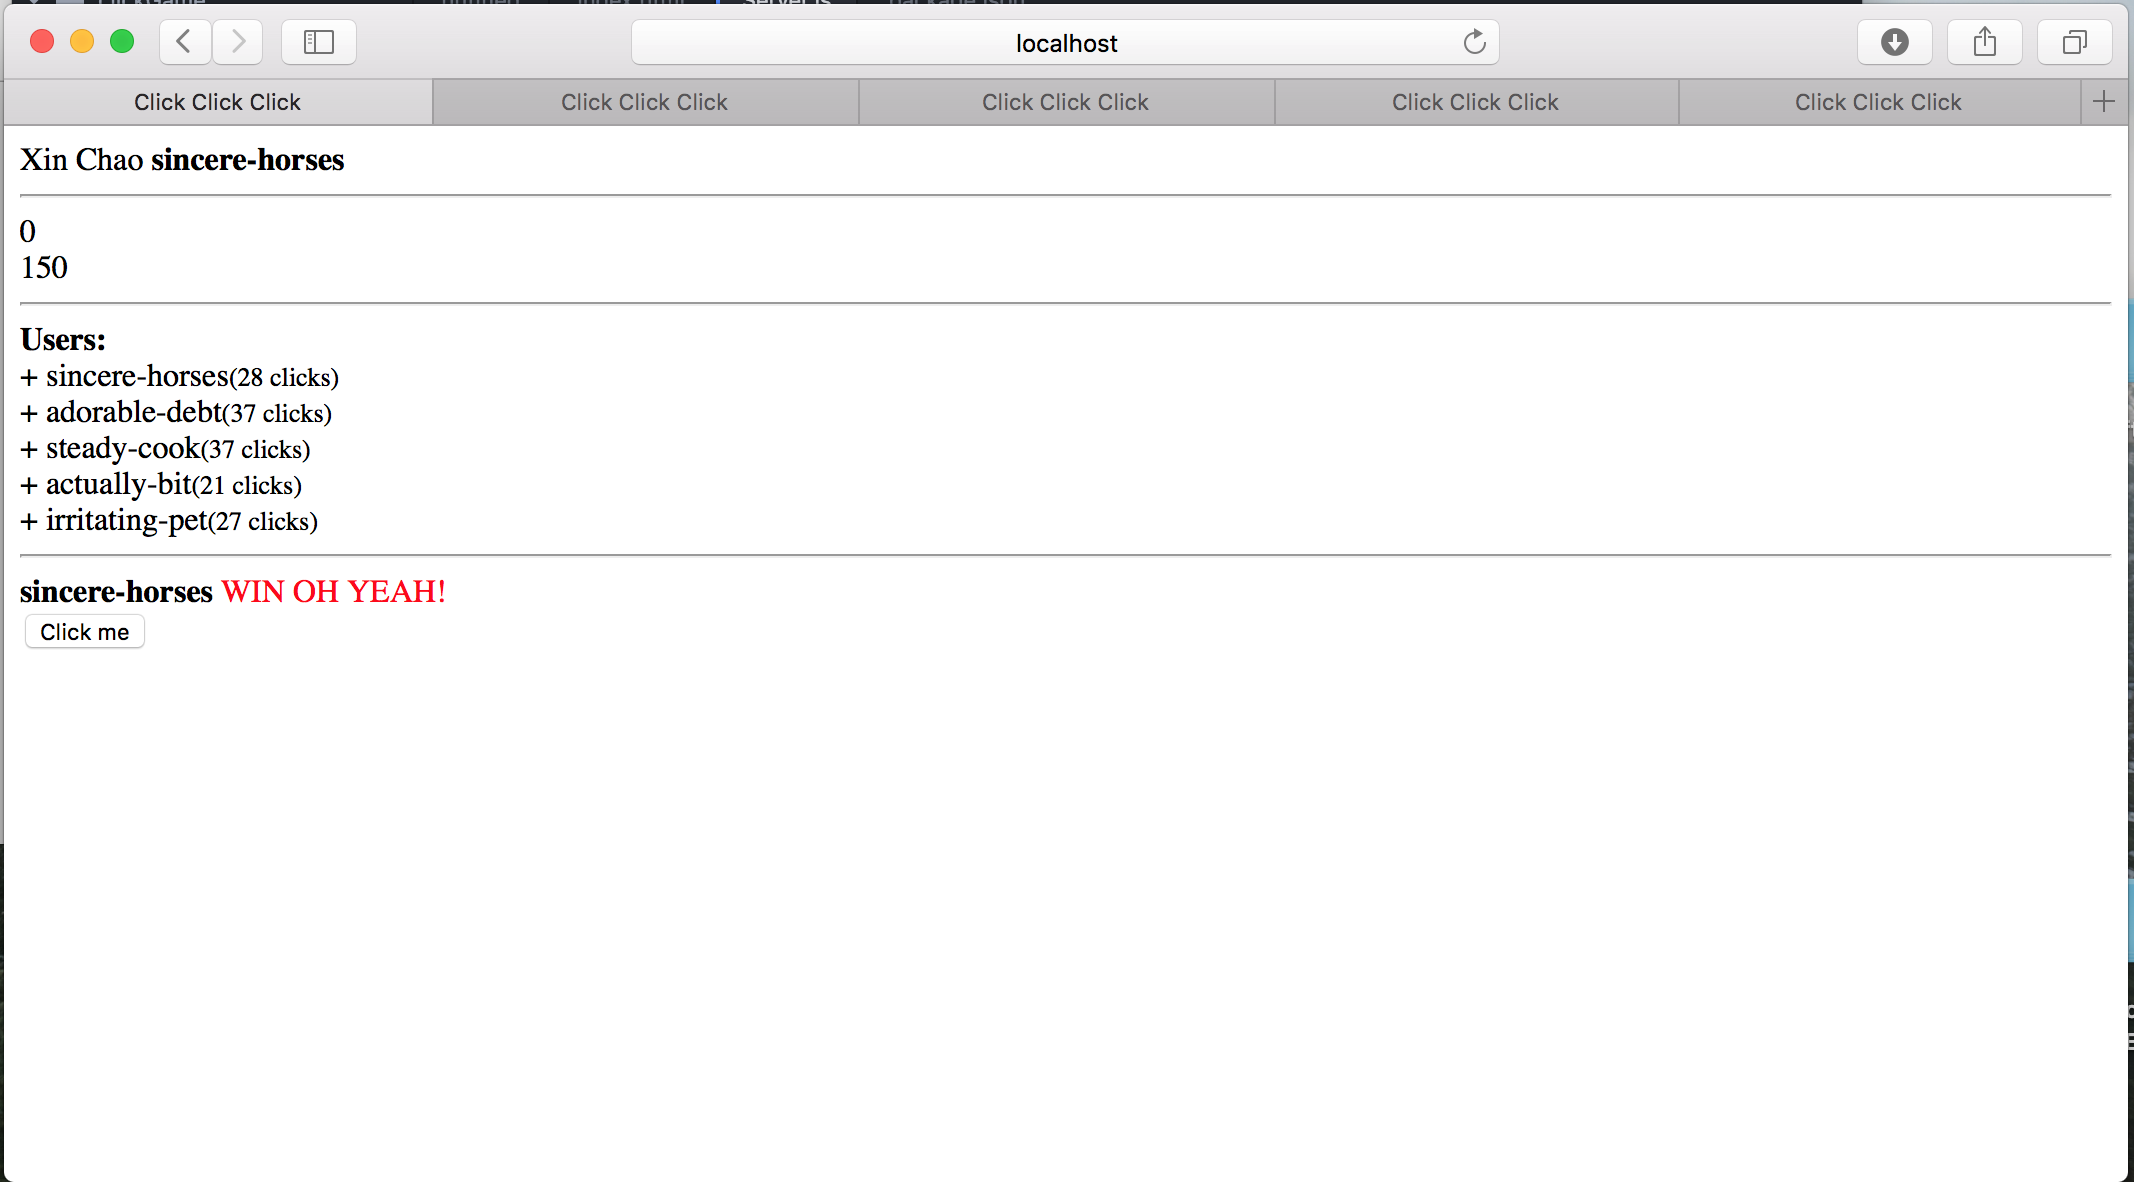 localhost
Click Click Click
Click Click Click
Click Click Click
Click Click Click
Click Click Click
Xin Chao sincere-horses
0
150
Users:
+ sincere-horses(28 clicks)
+ adorable-debt(37 clicks)
+ steady-cook(37 clicks)
+ actually-bit(21 clicks)
+ irritating-pet(27 clicks)
sincere-horses WIN OH YEAH!
Click me